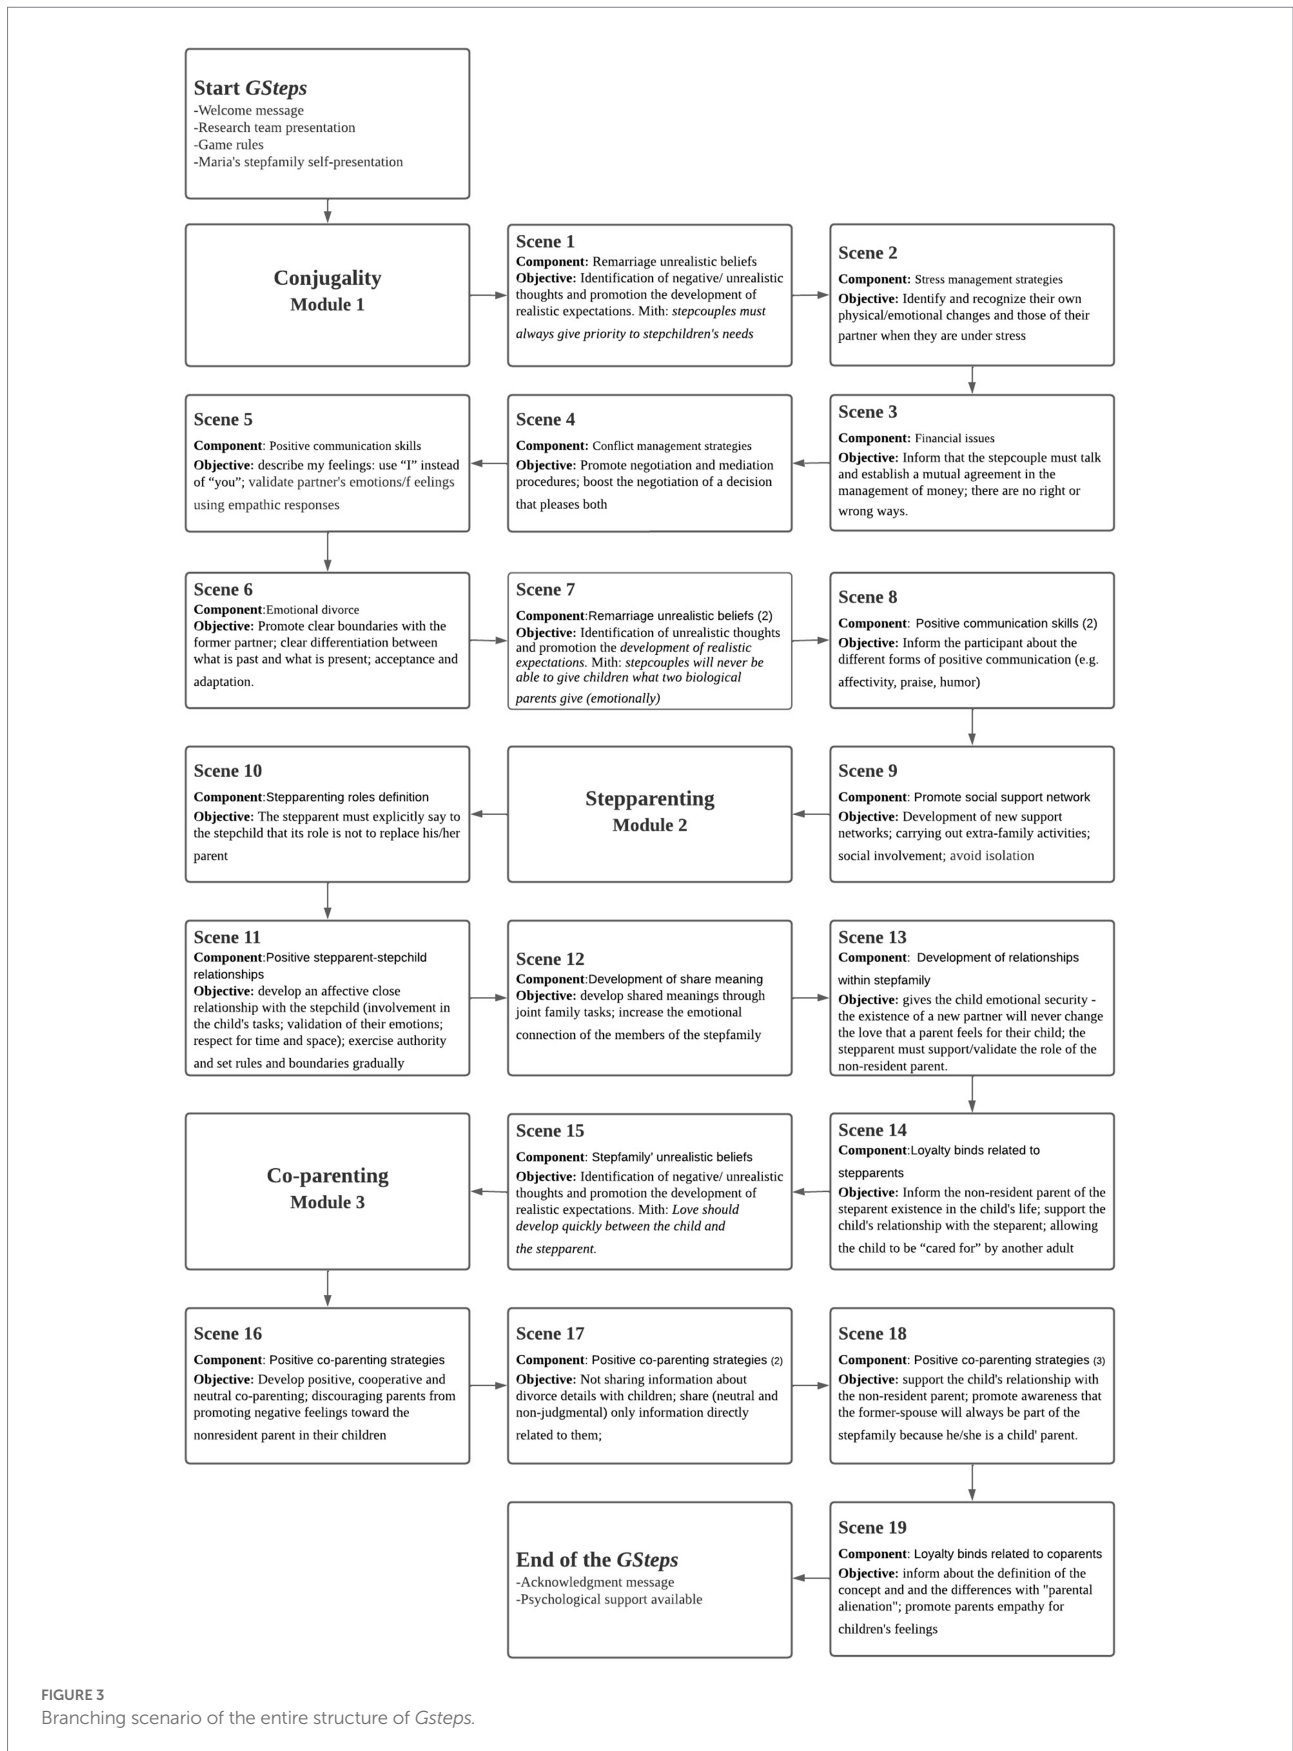 Start GSteps
-Welcome message
-Research team presentation
-Game rules
-Maria's stepfamily self-presentation
Conjugality
Module 1
Scene 1
Component: Remarriage unrealistic beliefs
Objective: Identification of negative/ unrealistic
thoughts and promotion the development of
realistic expectations. Mith: stepcouples must
always give priority to stepchildren's needs
Scene 2
Component: Stress management strategies
Objective: Identify and recognize their own
physical/emotional changes and those of their
partner when they are under stress
Scene 3
Component: Financial issues
Objective: Inform that the stepcouple must talk
and establish a mutual agreement in the
management of money; there are no right or
wrong ways.
Scene 4
Component: Conflict management strategies
Objective: Promote negotiation and mediation
procedures; boost the negotiation of a decision
that pleases both
Scene 5
Component: Positive communication skills
Objective: describe my feelings: use “I” instead
of “you”; validate partner's emotions/f eelings
using empathic responses
Scene 6
Component:Emotional divorce
Objective: Promote clear boundaries with the
former partner; clear differentiation between
what is past and what is present; acceptance and
adaptation.
Scene 7
Component:Remarriage unrealistic beliefs (2)
Objective: Identification of unrealistic thoughts
and promotion the development of realistic
expectations. Mith: stepcouples will never be
able to give children what two biological
parents give (emotionally)
Scene 8
Component: Positive communication skills (2)
Objective: Inform the participant about the
different forms of positive communication (e.g.
affectivity, praise, humor)
Scene 9
Component: Promote social support network
Objective: Development of new support
networks; carrying out extra-family activities;
social involvement; avoid isolation
Stepparenting
Module 2
Scene 10
Component:Stepparenting roles definition
Objective: The stepparent must explicitly say to
the stepchild that its role is not to replace his/her
parent
Scene 11
Component:Positive stepparent-stepchild
relationships
Objective: develop an affective close
relationship with the stepchild (involvement in
the child's tasks; validation of their emotions;
respect for time and space); exercise authority
and set rules and boundaries gradually
Scene 12
Component:Development of share meaning
Objective: develop shared meanings through
joint family tasks; increase the emotional
connection of the members of the stepfamily
Scene 13
Component: Development of relationships
within stepfamily
Objective: gives the child emotional security -
the existence of a new partner will never change
the love that a parent feels for their child; the
stepparent must support/validate the role of the
non-resident parent.
Scene 14
Component:Loyalty binds related to
stepparents
Objective: Inform the non-resident parent of the
steparent existence in the child's life; support the
child's relationship with the steparent; allowing
the child to be “cared for” by another adult
Scene 15
Component: Stepfamily' unrealistic beliefs
Objective: Identification of negative/ unrealistic
thoughts and promotion the development of
realistic expectations. Mith: Love should
develop quickly between the child and
the stepparent.
Co-parenting
Module 3
Scene 16
Component: Positive co-parenting strategies
Objective: Develop positive, cooperative and
neutral co-parenting; discouraging parents from
promoting negative feelings toward the
nonresident parent in their children
Scene 17
Component: Positive co-parenting strategies (2)
Objective: Not sharing information about
divorce details with children; share (neutral and
non-judgmental) only information directly
related to them;
Scene 18
Component: Positive co-parenting strategies (3)
Objective: support the child's relationship with
the non-resident parent; promote awareness that
the former-spouse will always be part of the
stepfamily because he/she is a child' parent.
Scene 19
Component: Loyalty binds related to coparents
Objective: inform about the definition of the
concept and and the differences with "parental
alienation"; promote parents empathy for
children's feelings
End of the GSteps
-Acknowledgment message
-Psychological support available
FIGURE 3
Branching scenario of the entire structure of Gsteps.